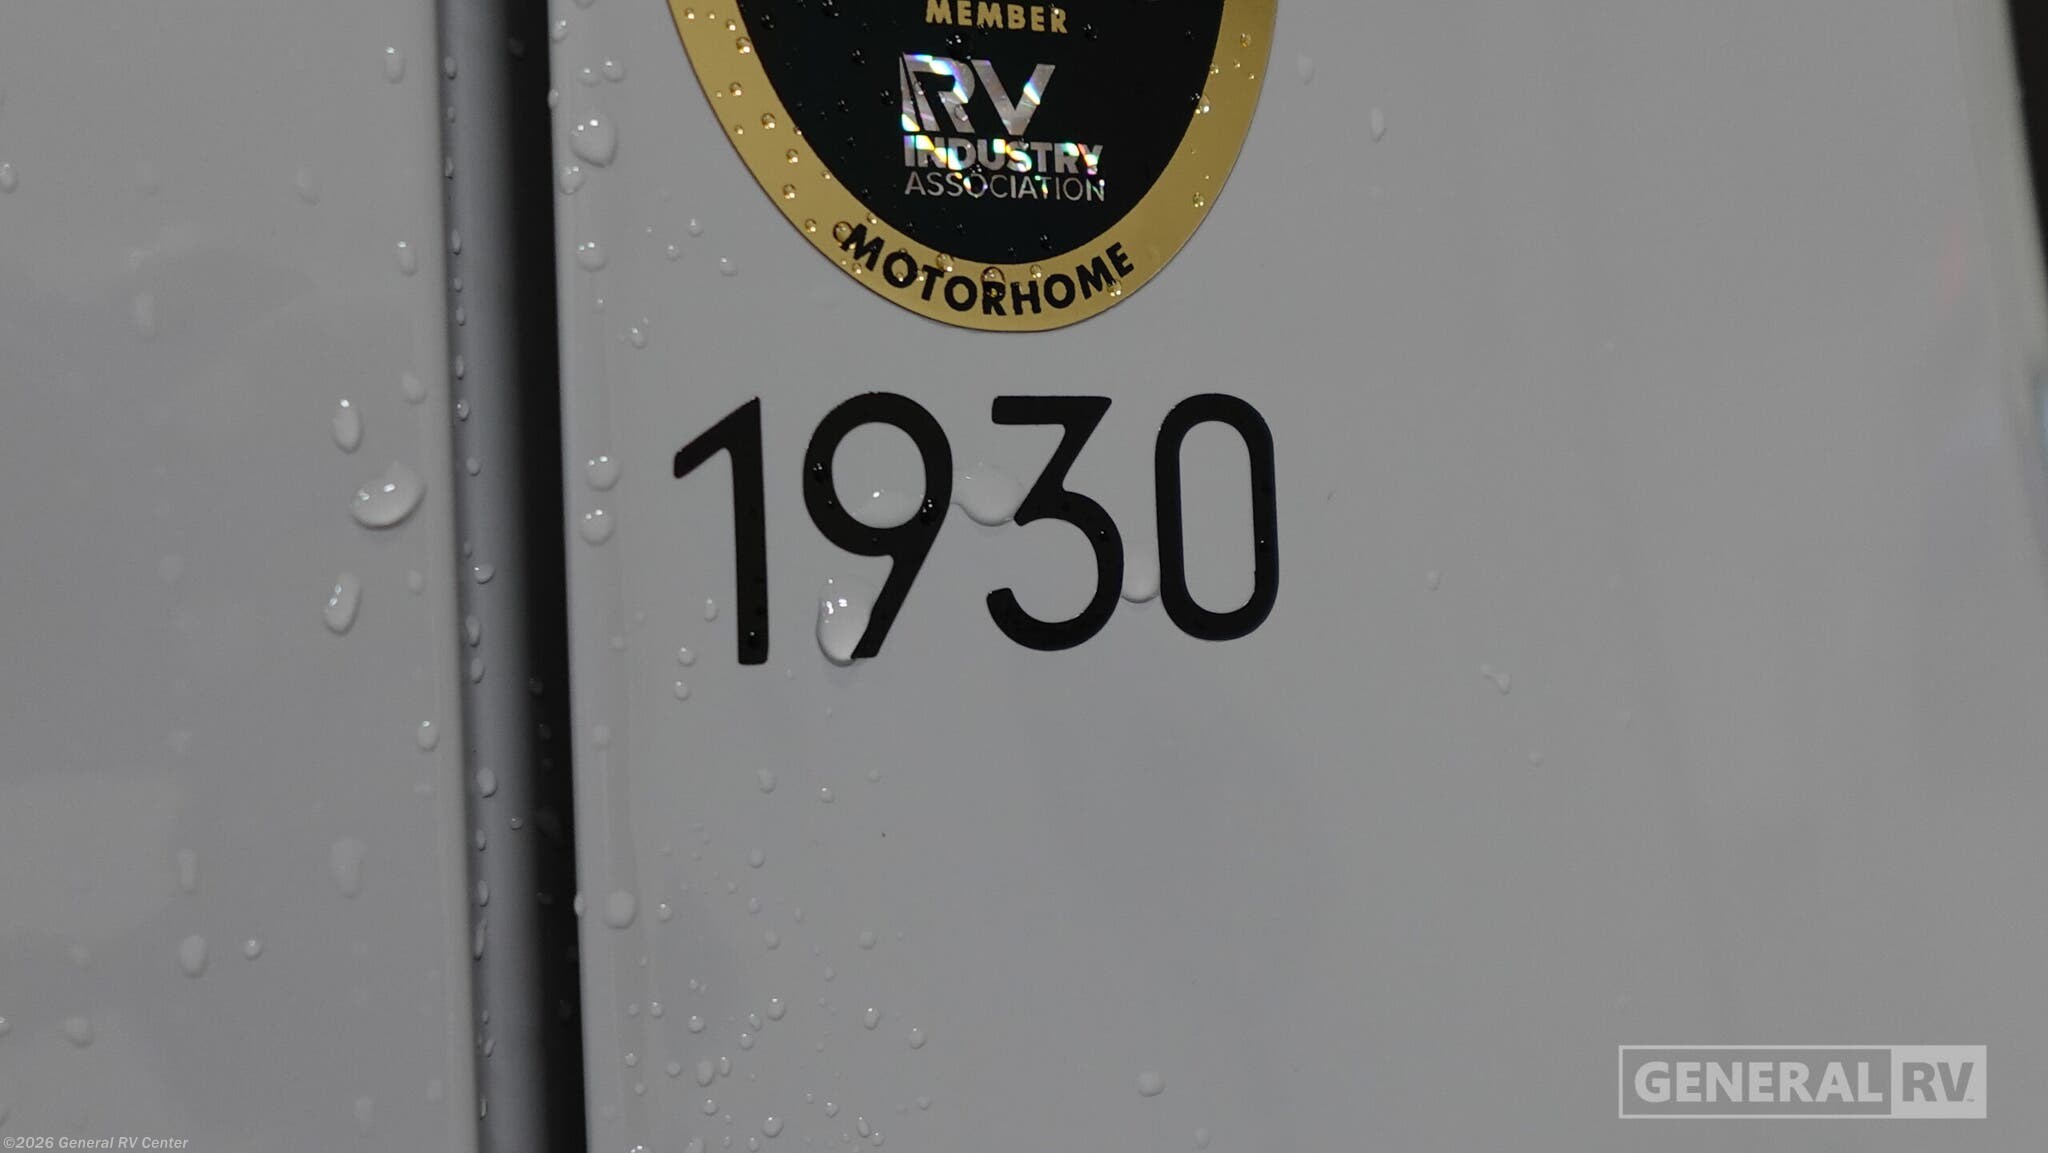 MEMBER
RV
INDUSTRY
ASSOCIATION
MOTORHOME
1930
GENERAL RV
©2026 General RV Center